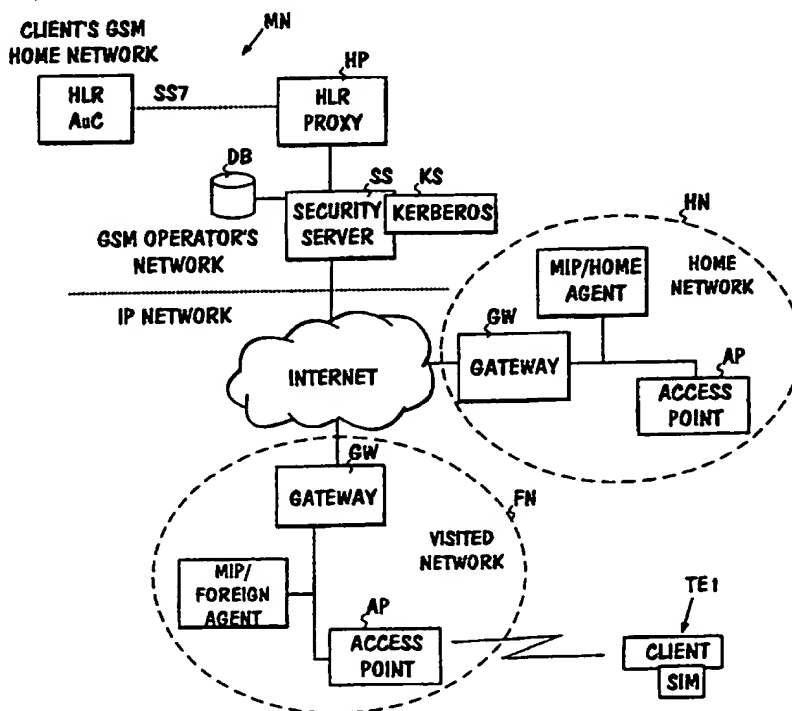 CLIENT'S GSM
HOME NETWORK
MN
HLR
AuC
SS7
HP
HLR
PROXY
DB
SS
KS
SECURITY
SERVER
KERBEROS
GSM OPERATOR'S
NETWORK
IP NETWORK
HN
MIP/HOME
AGENT
HOME
NETWORK
GW
GATEWAY
AP
ACCESS
POINT
INTERNET
GW
GATEWAY
FN
VISITED
NETWORK
MIP/
FOREIGN
AGENT
AP
ACCESS
POINT
TE1
CLIENT
SIM